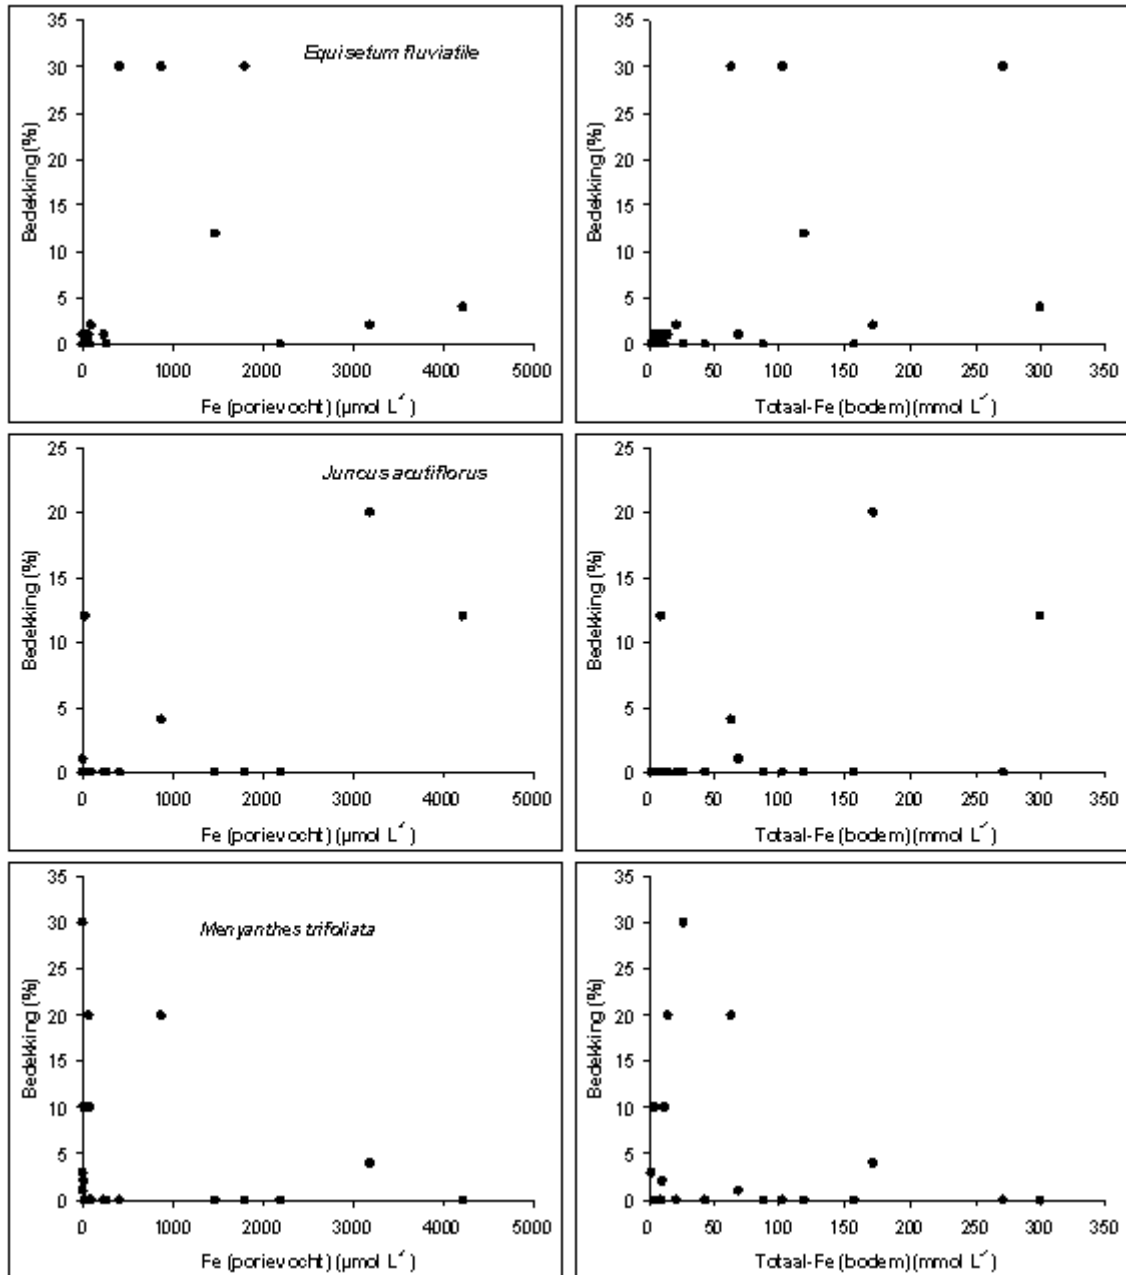 35
30
25
20
15
10
5
0
Bedekking (%)
Equisetum fluviatile
0 1000 2000 3000 4000 5000
Fe (porievocht) (µmol L⁻¹)
35
30
25
20
15
10
5
0
Bedekking (%)
0 50 100 150 200 250 300 350
Totaal-Fe (bodem) (mmol L⁻¹)
25
20
15
10
5
0
Bedekking (%)
Juncus acutiflorus
0 1000 2000 3000 4000 5000
Fe (porievocht) (µmol L⁻¹)
25
20
15
10
5
0
Bedekking (%)
0 50 100 150 200 250 300 350
Totaal-Fe (bodem) (mmol L⁻¹)
35
30
25
20
15
10
5
0
Bedekking (%)
Menyanthes trifoliata
0 1000 2000 3000 4000 5000
Fe (porievocht) (µmol L⁻¹)
35
30
25
20
15
10
5
0
Bedekking (%)
0 50 100 150 200 250 300 350
Totaal-Fe (bodem) (mmol L⁻¹)